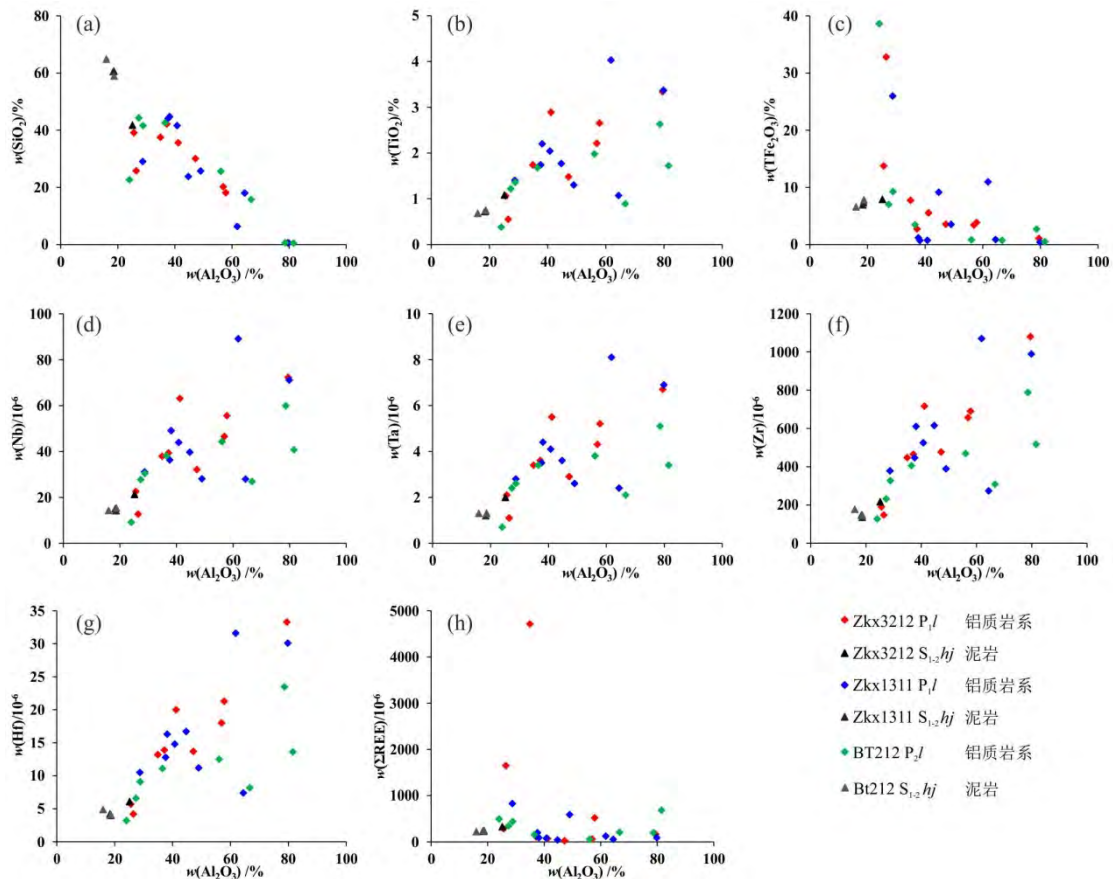 (a)
w(SiO₂)/%
80
60
40
20
0
0 20 40 60 80 100
w(Al₂O₃) /%
(b)
w(TiO₂)/%
5
4
3
2
1
0
0 20 40 60 80 100
w(Al₂O₃) /%
(c)
w(TFe₂O₃)/%
40
30
20
10
0
0 20 40 60 80 100
w(Al₂O₃) /%
(d)
w(Nb)/10⁻⁶
100
80
60
40
20
0
0 20 40 60 80 100
w(Al₂O₃) /%
(e)
w(Ta)/10⁻⁶
10
8
6
4
2
0
0 20 40 60 80 100
w(Al₂O₃) /%
(f)
w(Zr)/10⁻⁶
1200
1000
800
600
400
200
0
0 20 40 60 80 100
w(Al₂O₃) /%
(g)
w(Hf)/10⁻⁶
35
30
25
20
15
10
5
0
0 20 40 60 80 100
w(Al₂O₃) /%
(h)
w(ΣREE)/10⁻⁶
5000
4000
3000
2000
1000
0
0 20 40 60 80 100
w(Al₂O₃) /%
Zkx3212 P₁l 铝质岩系
Zkx3212 S₁₋₂hj 泥岩
Zkx1311 P₁l 铝质岩系
Zkx1311 S₁₋₂hj 泥岩
BT212 P₂l 铝质岩系
Bt212 S₁₋₂hj 泥岩